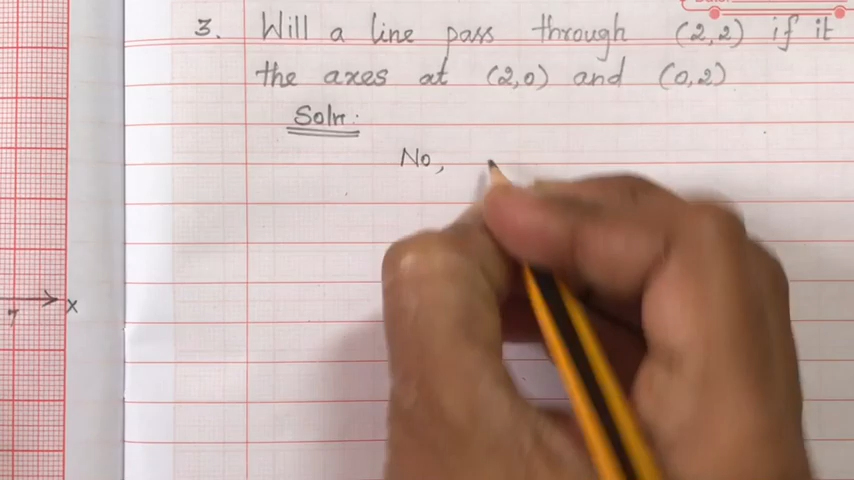 3. Will a line pass through (2,2) if it
the axes at (2,0) and (0,2)
Soln:
No,
X
7